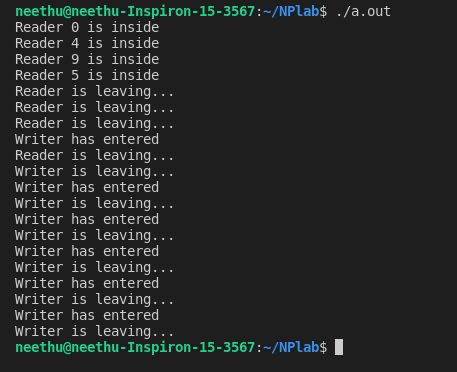 neethu@neethu-Inspiron-15-3567:~/NPlab$ ./a.out
Reader 0 is inside
Reader 4 is inside
Reader 9 is inside
Reader 5 is inside
Reader is leaving...
Reader is leaving...
Reader is leaving...
Writer has entered
Reader is leaving...
Writer is leaving...
Writer has entered
Writer is leaving...
Writer has entered
Writer is leaving...
Writer has entered
Writer is leaving...
Writer has entered
Writer is leaving...
Writer has entered
Writer is leaving...
neethu@neethu-Inspiron-15-3567:~/NPlab$